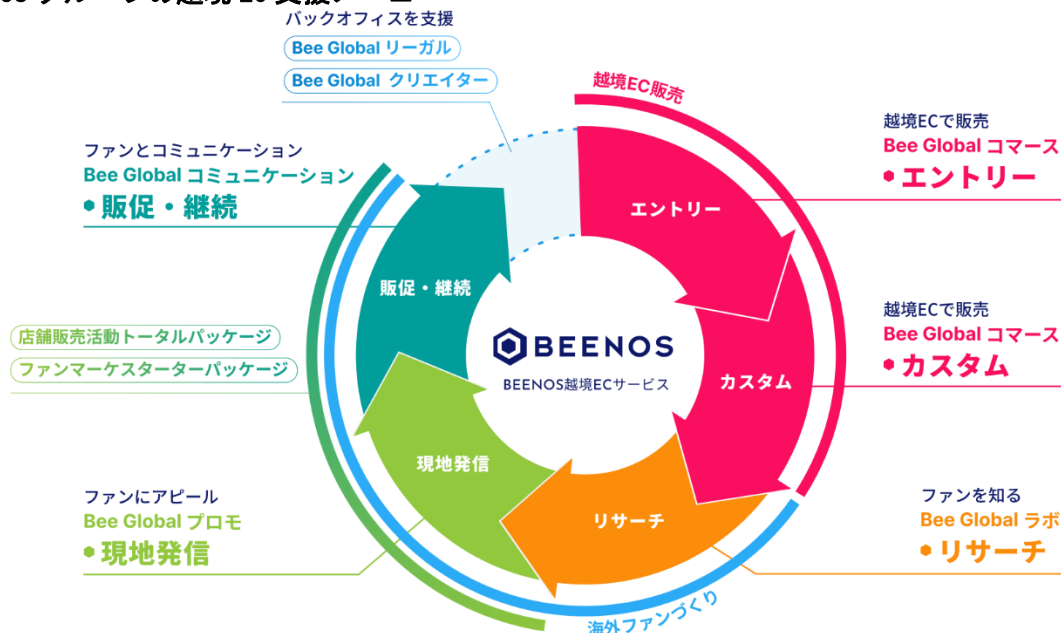 バックオフィスを支援
Bee Global リーガル
Bee Global クリエイター
越境EC販売
越境ECで販売
Bee Global コマース
エントリー
ファンとコミュニケーション
Bee Global コミュニケーション
販促・継続
エントリー
販促・継続
越境ECで販売
Bee Global コマース
カスタム
店舗販売活動トータルパッケージ
ファンマーケスターターパッケージ
BEENOS
BEENOS越境ECサービス
カスタム
現地発信
リサーチ
ファンにアピール
Bee Global プロモ
現地発信
ファンを知る
Bee Global ラボ
リサーチ
海外ファンづくり